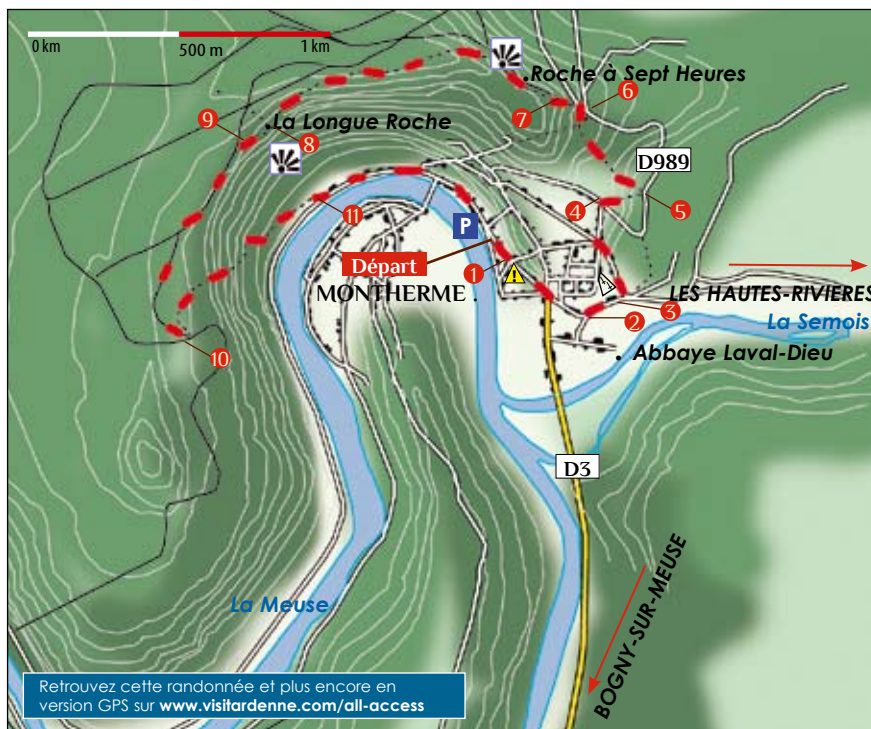 0 km
500 m
1 km
Roche à Sept Heures
6
7
9
La Longue Roche
8
D989
4
5
11
P
Départ
1
MONTHERME .
LES HAUTES-RIVIERES
3
2
La Semois
10
Abbaye Laval-Dieu
D3
La Meuse
BOGNY-SUR-MEUSE
Retrouvez cette randonnée et plus encore en
version GPS sur www.visitardenne.com/all-access